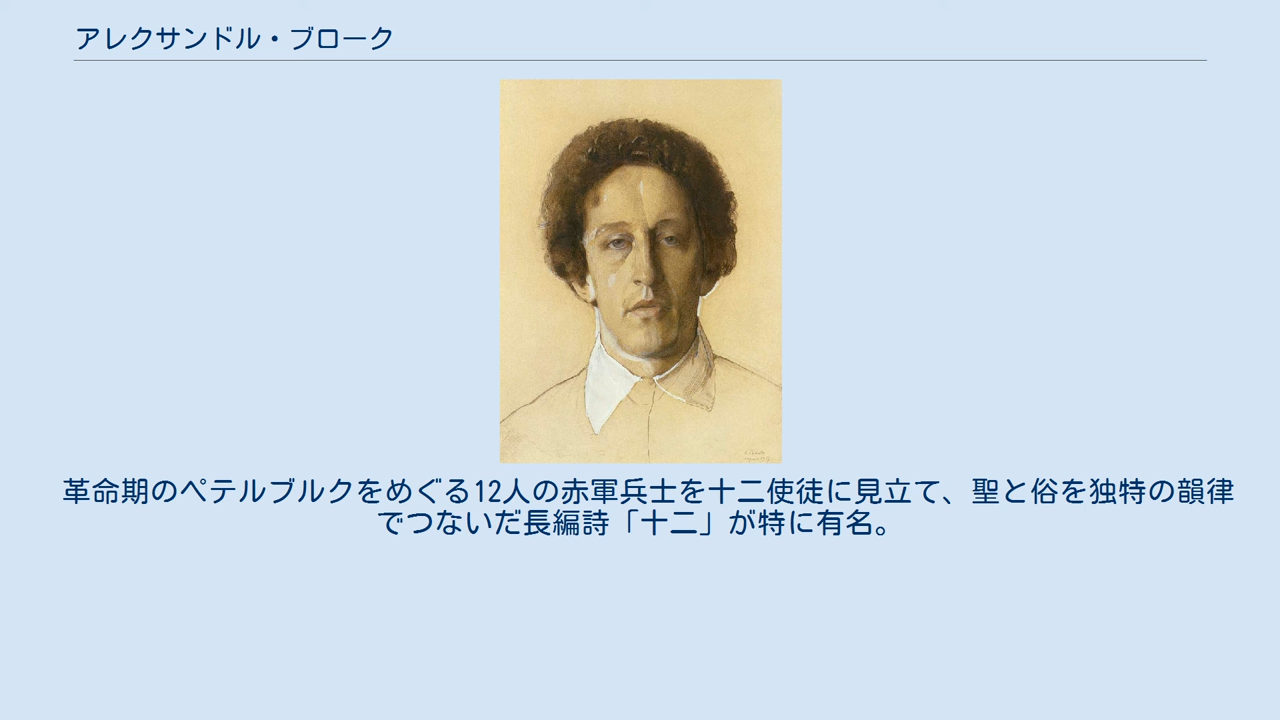 アレクサンドル・ブローク
革命期のペテルブルクをめぐる12人の赤軍兵士を十二使徒に見立て、聖と俗を独特の韻律
でつないだ長編詩「十二」が特に有名。